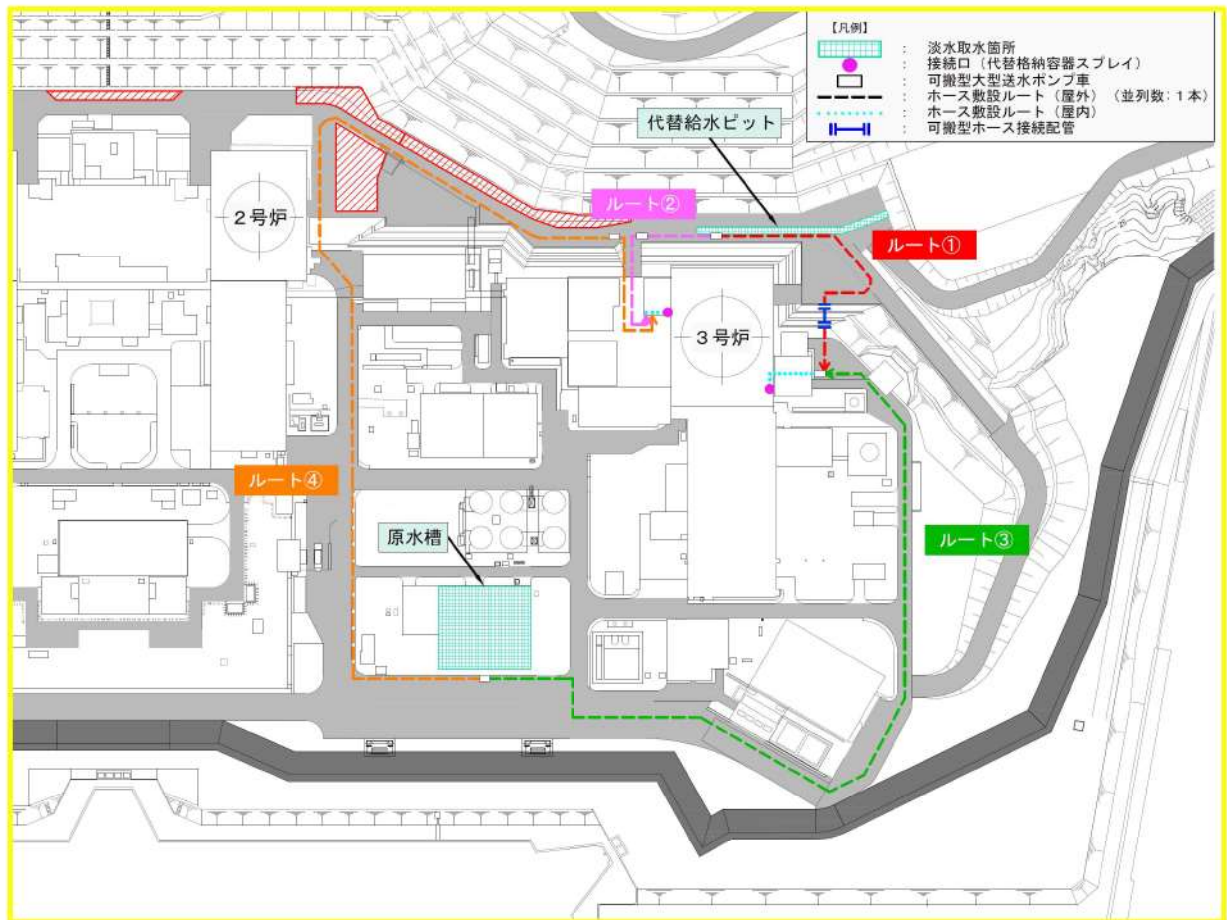 【凡例】
： 淡水取水箇所
： 接続口（代替格納容器スプレイ）
： 可搬型大型送水ポンプ車
： ホース敷設ルート（屋外）（並列数：１本）
： ホース敷設ルート（屋内）
： 可搬型ホース接続配管
代替給水ピット
ルート②
２号炉
ルート①
３号炉
ルート④
原水槽
ルート③